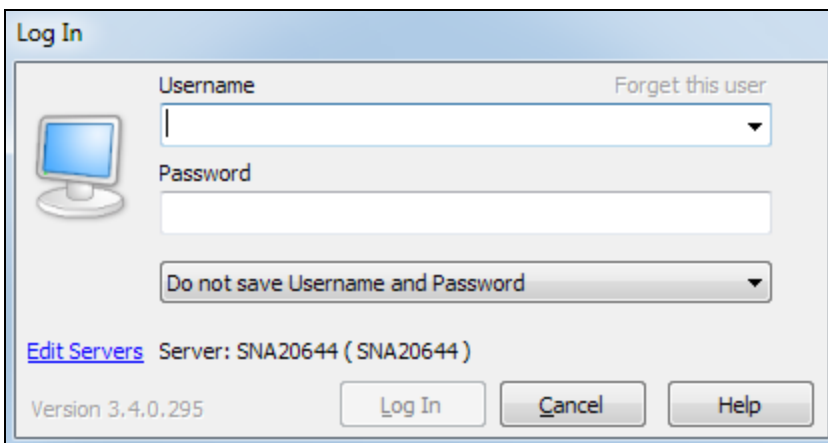 Log In
Username Forget this user
Password
Do not save Username and Password
Edit Servers Server: SNA20644 ( SNA20644 )
Version 3.4.0.295 Log In Cancel Help